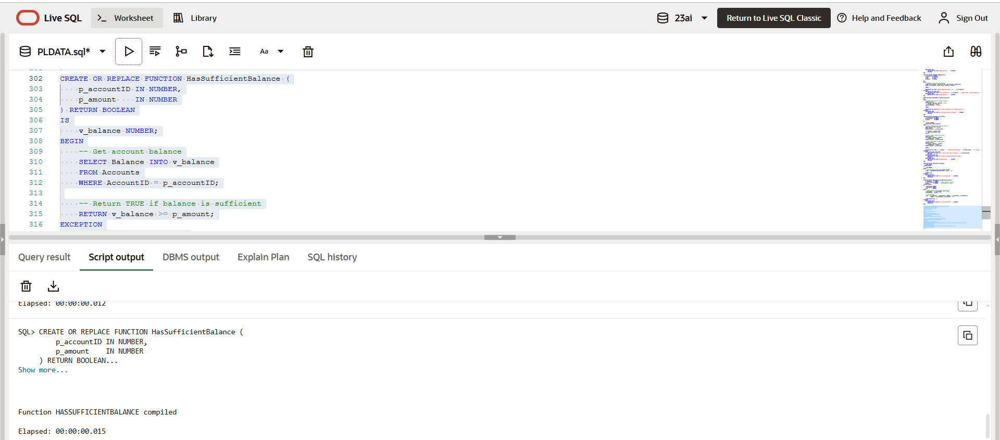 Live SQL
Worksheet
Library
23ai
Return to Live SQL Classic
Help and Feedback
Sign Out
PLDATA.sql*
Aa
302 CREATE OR REPLACE FUNCTION HasSufficientBalance (
303     p_accountID IN NUMBER,
304     p_amount    IN NUMBER
305 ) RETURN BOOLEAN
306 IS
307     v_balance NUMBER;
308 BEGIN
309     -- Get account balance
310     SELECT Balance INTO v_balance
311     FROM Accounts
312     WHERE AccountID = p_accountID;
313
314     -- Return TRUE if balance is sufficient
315     RETURN v_balance >= p_amount;
316 EXCEPTION
Query result
Script output
DBMS output
Explain Plan
SQL history
Elapsed: 00:00:00.012
SQL> CREATE OR REPLACE FUNCTION HasSufficientBalance (
         p_accountID IN NUMBER,
         p_amount    IN NUMBER
     ) RETURN BOOLEAN...
Show more...
Function HASSUFFICIENTBALANCE compiled
Elapsed: 00:00:00.015